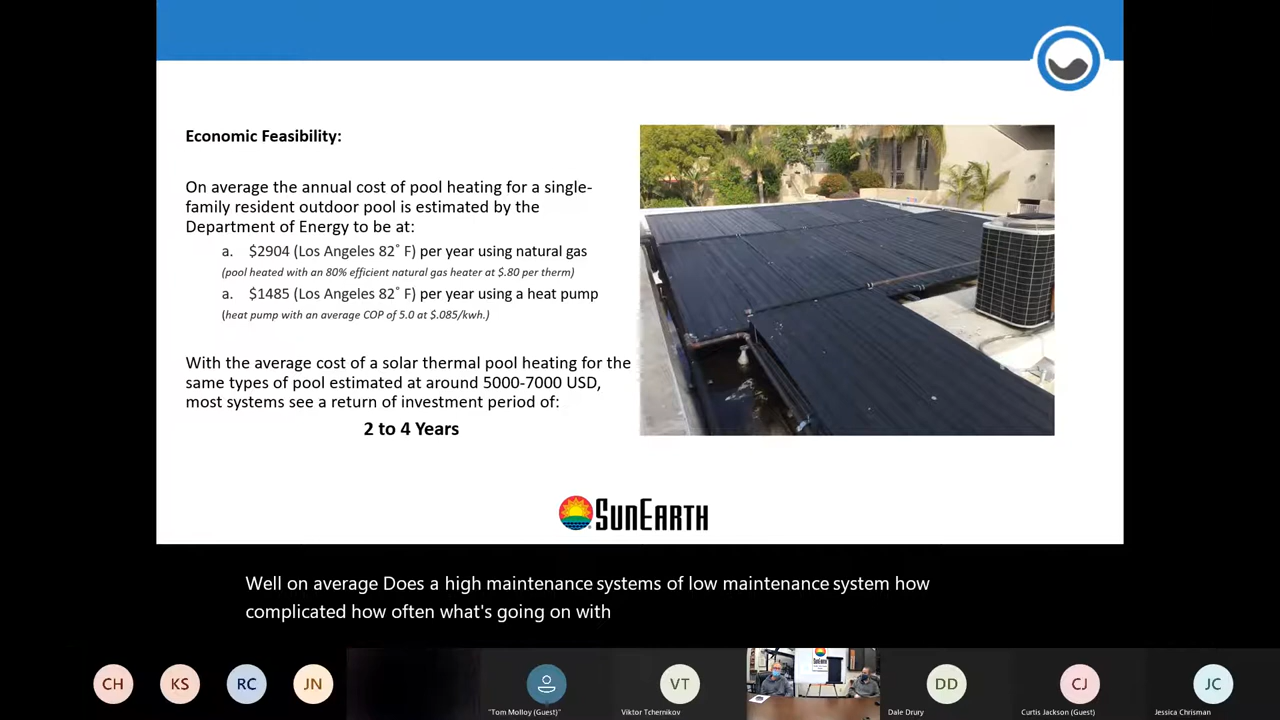 Economic Feasibility:
On average the annual cost of pool heating for a single-
family resident outdoor pool is estimated by the
Department of Energy to be at:
a. $2904 (Los Angeles 82˚ F) per year using natural gas
(pool heated with an 80% efficient natural gas heater at $.80 per therm)
a. $1485 (Los Angeles 82˚ F) per year using a heat pump
(heat pump with an average COP of 5.0 at $.085/kwh.)
With the average cost of a solar thermal pool heating for the
same types of pool estimated at around 5000-7000 USD,
most systems see a return of investment period of:
2 to 4 Years
SUNEARTH
Well on average Does a high maintenance systems of low maintenance system how
complicated how often what's going on with
CH KS RC JN VT DD CJ JC
"Tom Molloy (Guest)" Viktor Tchernikov Dale Drury Curtis Jackson (Guest) Jessica Chrisman